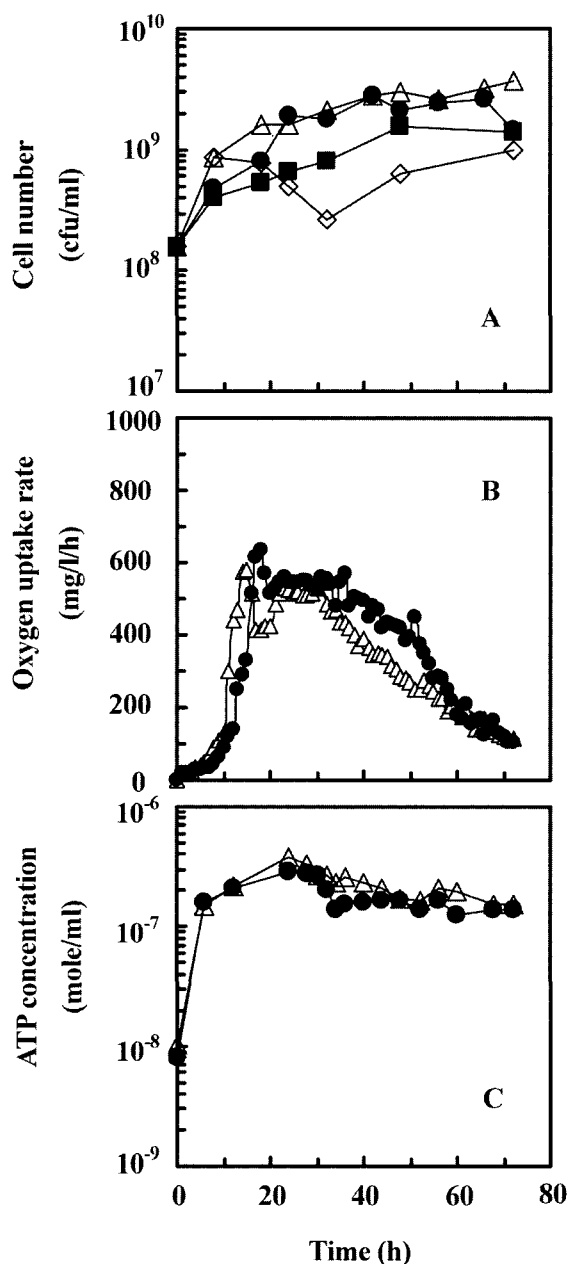 10^10
10^9
10^8
10^7
Cell number
(cfu/ml)
A
1000
800
600
400
200
0
Oxygen uptake rate
(mg/l/h)
B
10^-6
10^-7
10^-8
10^-9
ATP concentration
(mole/ml)
C
0 20 40 60 80
Time (h)